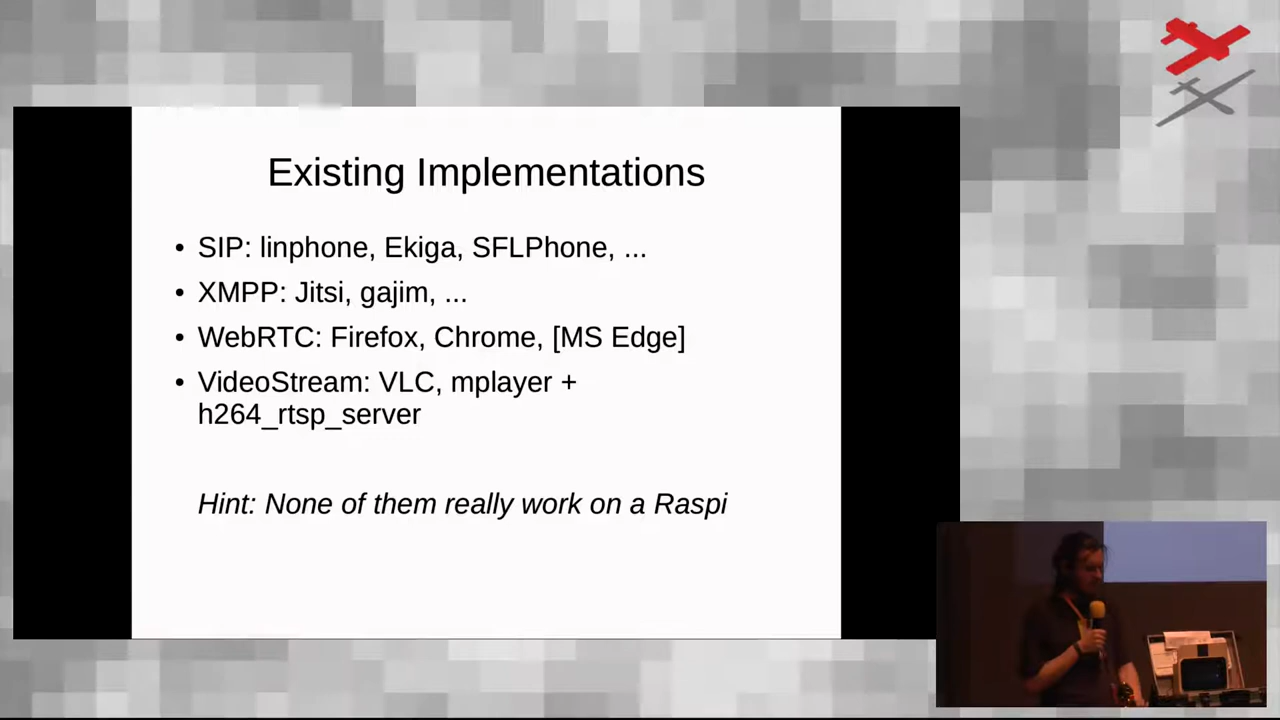 Existing Implementations
• SIP: linphone, Ekiga, SFLPhone, ...
• XMPP: Jitsi, gajim, ...
• WebRTC: Firefox, Chrome, [MS Edge]
• VideoStream: VLC, mplayer +
h264_rtsp_server
Hint: None of them really work on a Raspi